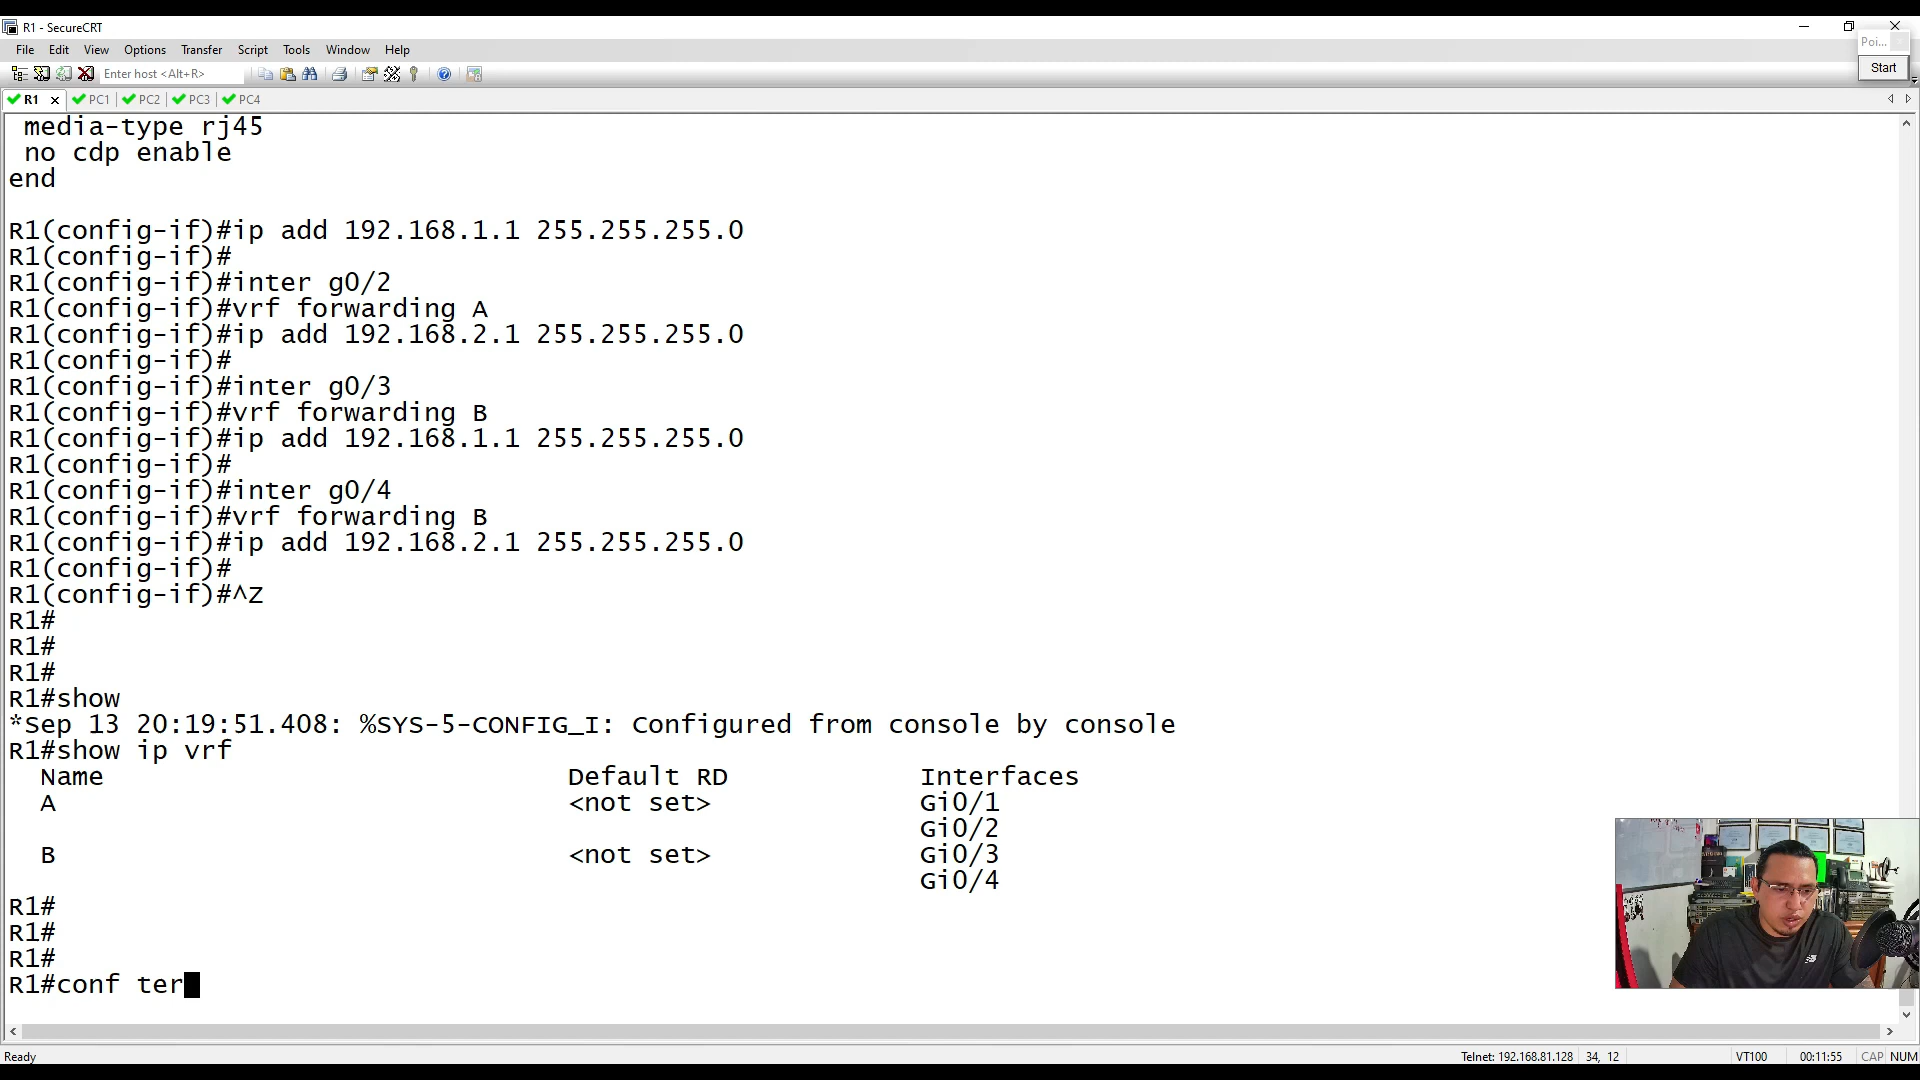 R1 - SecureCRT
File Edit View Options Transfer Script Tools Window Help
Poi...
Enter host <Alt+R>
Start
R1 PC1 PC2 PC3 PC4
media-type rj45
no cdp enable
end
R1(config-if)#ip add 192.168.1.1 255.255.255.0
R1(config-if)#
R1(config-if)#inter g0/2
R1(config-if)#vrf forwarding A
R1(config-if)#ip add 192.168.2.1 255.255.255.0
R1(config-if)#
R1(config-if)#inter g0/3
R1(config-if)#vrf forwarding B
R1(config-if)#ip add 192.168.1.1 255.255.255.0
R1(config-if)#
R1(config-if)#inter g0/4
R1(config-if)#vrf forwarding B
R1(config-if)#ip add 192.168.2.1 255.255.255.0
R1(config-if)#
R1(config-if)#^Z
R1#
R1#
R1#
R1#show
*Sep 13 20:19:51.408: %SYS-5-CONFIG_I: Configured from console by console
R1#show ip vrf
Name Default RD Interfaces
A <not set> Gi0/1
Gi0/2
B <not set> Gi0/3
Gi0/4
R1#
R1#
R1#
R1#conf ter
Ready Telnet: 192.168.81.128 34, 12 VT100 00:11:55 CAP NUM